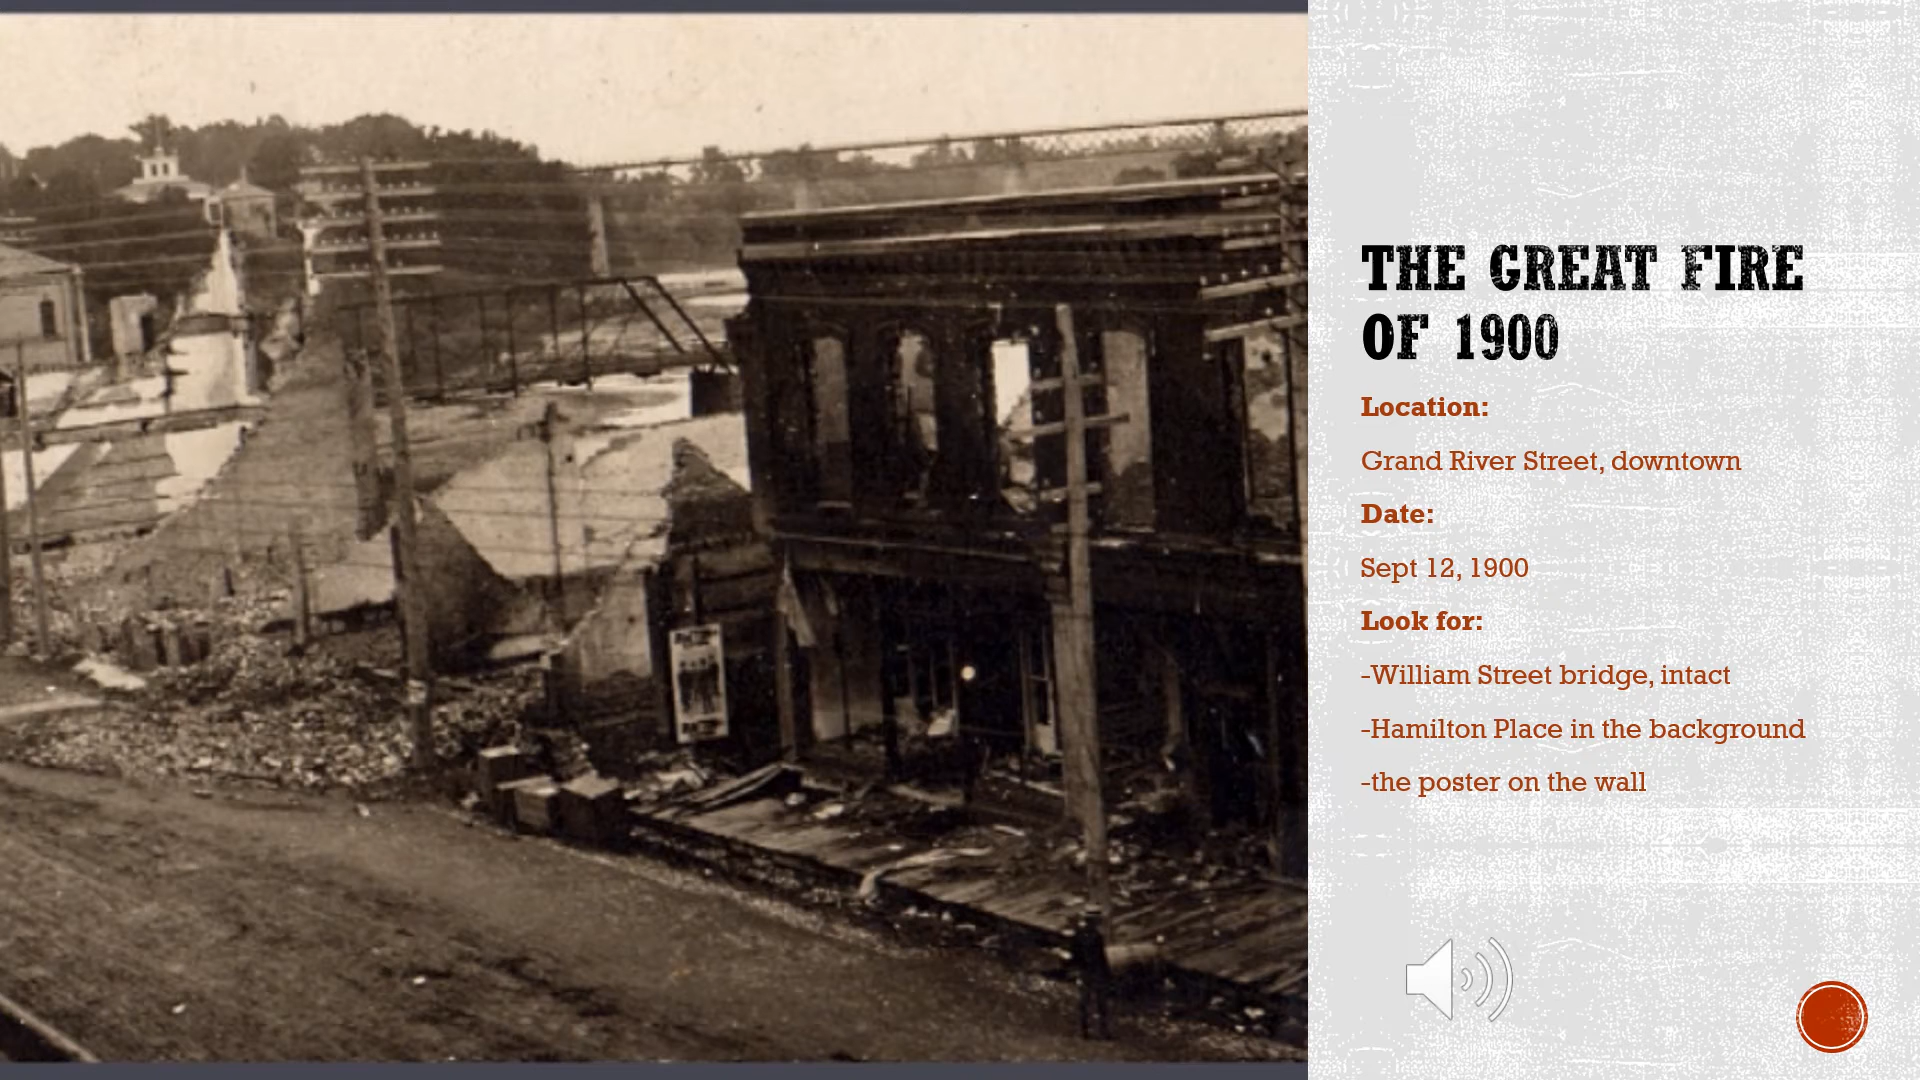 THE GREAT FIRE
OF 1900
Location:
Grand River Street, downtown
Date:
Sept 12, 1900
Look for:
-William Street bridge, intact
-Hamilton Place in the background
-the poster on the wall